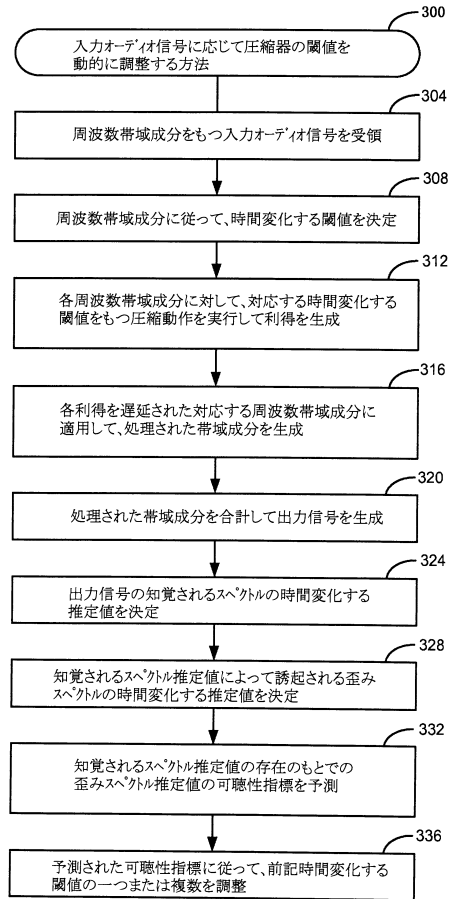 300
入力オーディオ信号に応じて圧縮器の閾値を
動的に調整する方法
304
周波数帯域成分をもつ入力オーディオ信号を受領
308
周波数帯域成分に従って、時間変化する閾値を決定
312
各周波数帯域成分に対して、対応する時間変化する
閾値をもつ圧縮動作を実行して利得を生成
316
各利得を遅延された対応する周波数帯域成分に
適用して、処理された帯域成分を生成
320
処理された帯域成分を合計して出力信号を生成
324
出力信号の知覚されるスペクトルの時間変化する
推定値を決定
328
知覚されるスペクトル推定値によって誘起される歪み
スペクトルの時間変化する推定値を決定
332
知覚されるスペクトル推定値の存在のもとでの
歪みスペクトル推定値の可聴性指標を予測
336
予測された可聴性指標に従って、前記時間変化する
閾値の一つまたは複数を調整